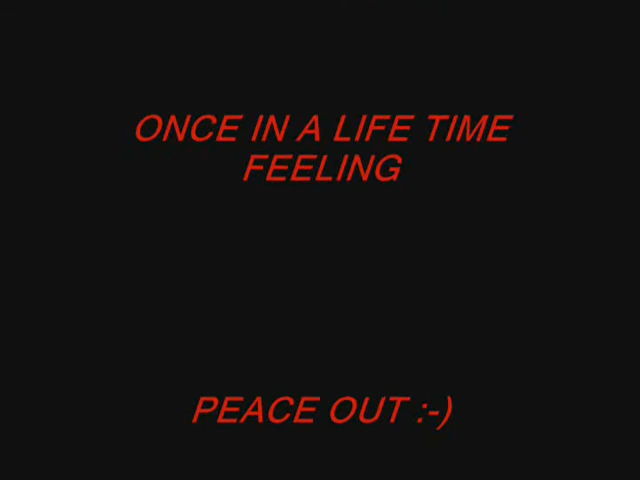 ONCE IN A LIFE TIME
FEELING
PEACE OUT :-)